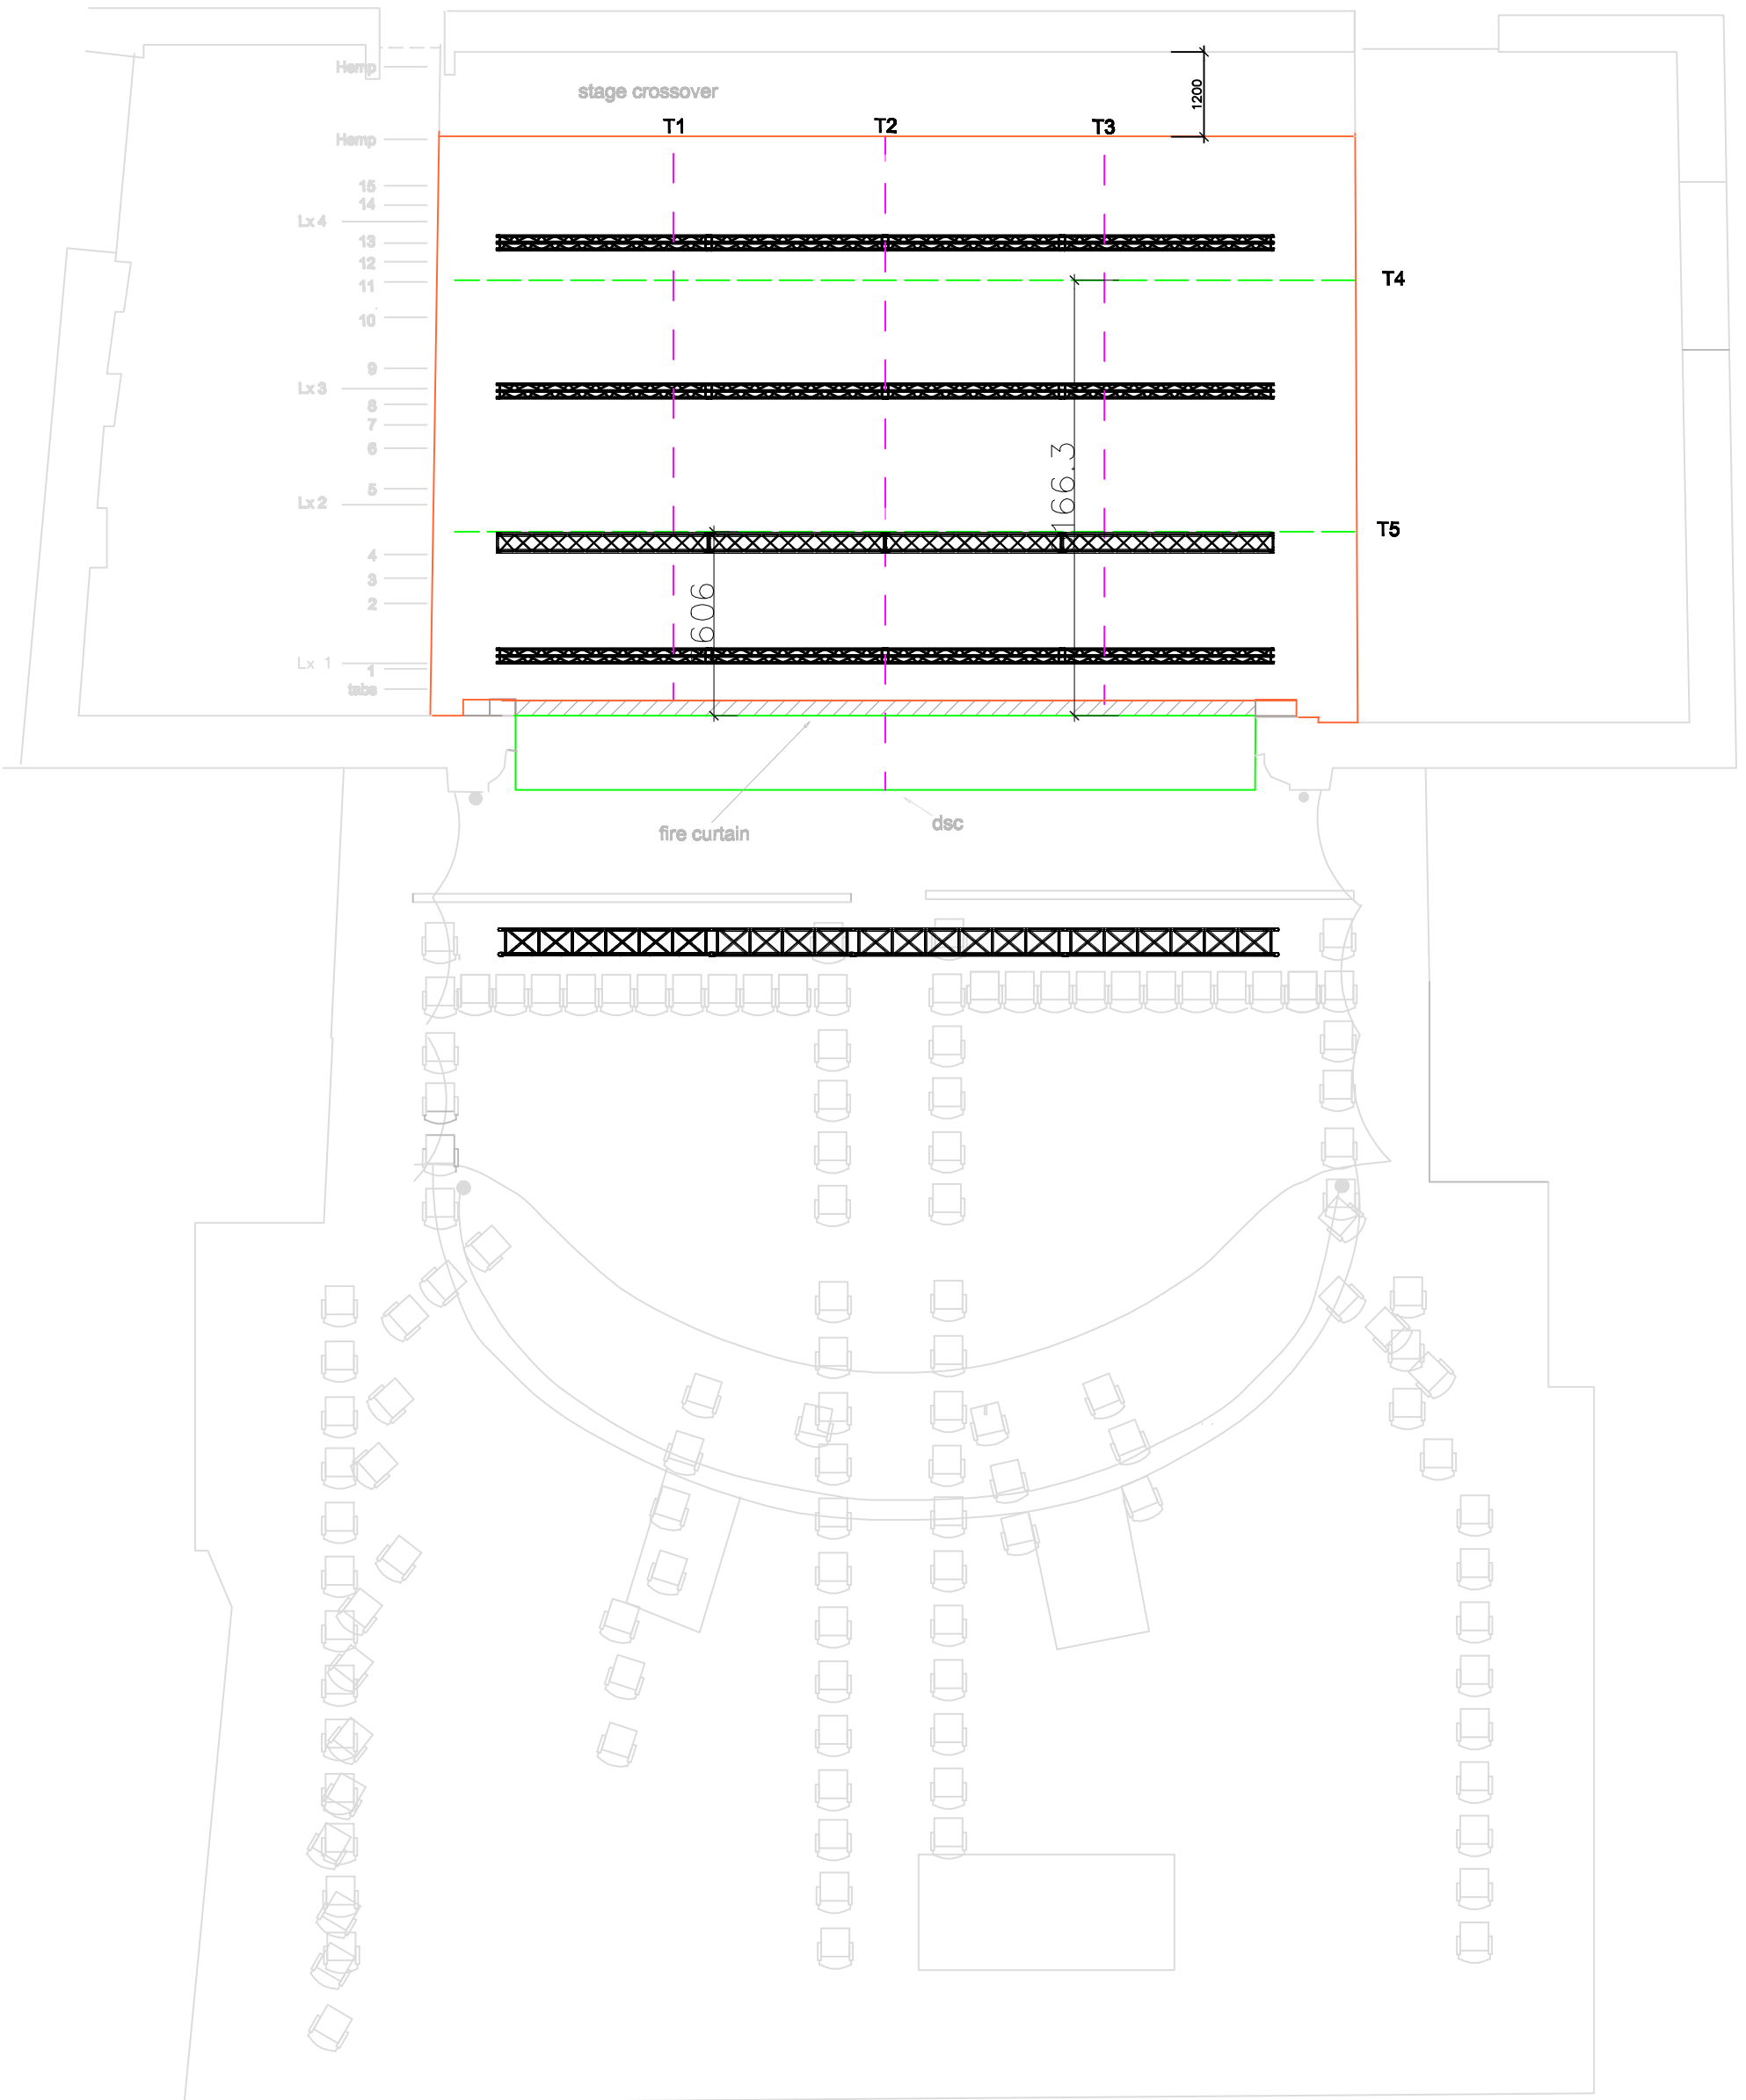 Hemp
stage crossover
1200
T1
T2
T3
Hemp
15
14
Lx 4
13
12
T4
11
10
9
Lx 3
8
7
6
166.3
5
Lx 2
T5
4
3
606
2
Lx 1
1
tabs
fire curtain
dsc